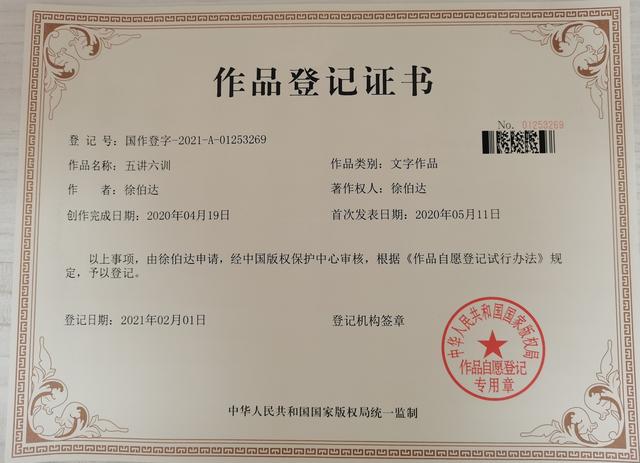 作品登记证书
No. 01253269
登 记 号：国作登字-2021-A-01253269
作品名称：五讲六训
作品类别：文字作品
作 者：徐伯达
著作权人：徐伯达
创作完成日期：2020年04月19日
首次发表日期：2020年05月11日
以上事项，由徐伯达申请，经中国版权保护中心审核，根据《作品自愿登记试行办法》规
定，予以登记。
登记日期：2021年02月01日
登记机构签章
中华人民共和国国家版权局
作品自愿登记
专用章
中华人民共和国国家版权局统一监制